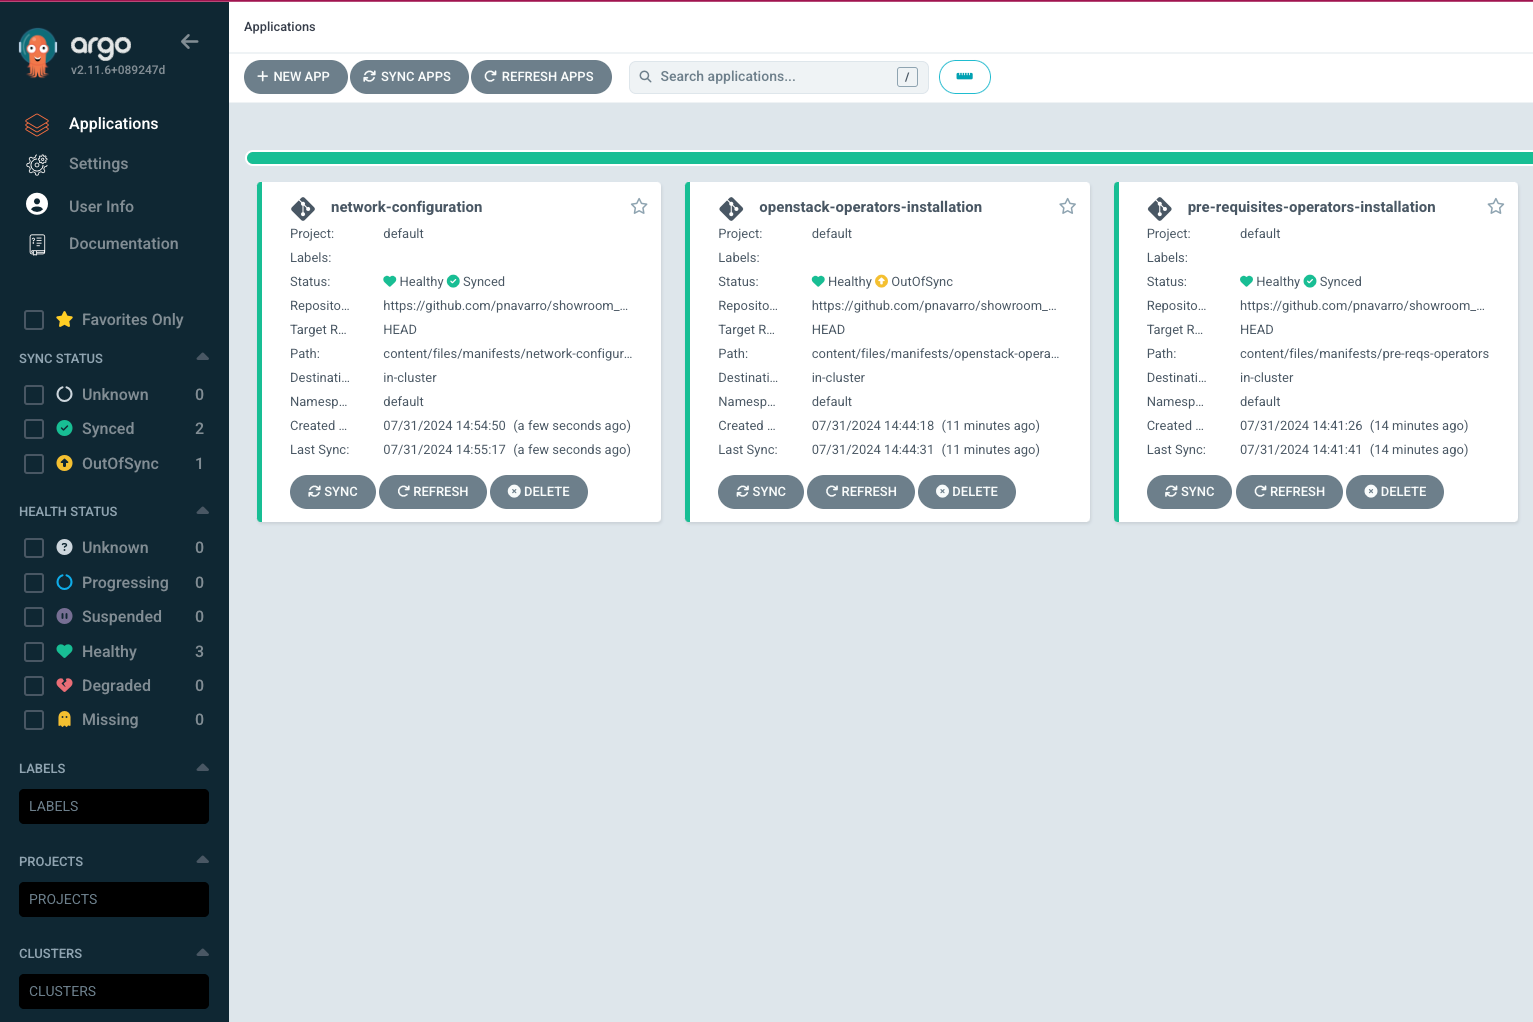 argo
v2.11.6+089247d
Applications
Settings
User Info
Documentation
Favorites Only
SYNC STATUS
Unknown 0
Synced 2
OutOfSync 1
HEALTH STATUS
? Unknown 0
Progressing 0
Suspended 0
Healthy 3
Degraded 0
Missing 0
LABELS
LABELS
PROJECTS
PROJECTS
CLUSTERS
CLUSTERS
Applications
NEW APP SYNC APPS REFRESH APPS Search applications... /
network-configuration
Project: default
Labels:
Status: Healthy Synced
Reposito... https://github.com/pnavarro/showroom_...
Target R... HEAD
Path: content/files/manifests/network-configur...
Destinati... in-cluster
Namesp... default
Created ... 07/31/2024 14:54:50 (a few seconds ago)
Last Sync: 07/31/2024 14:55:17 (a few seconds ago)
SYNC REFRESH DELETE
openstack-operators-installation
Project: default
Labels:
Status: Healthy OutOfSync
Reposito... https://github.com/pnavarro/showroom_...
Target R... HEAD
Path: content/files/manifests/openstack-opera...
Destinati... in-cluster
Namesp... default
Created ... 07/31/2024 14:44:18 (11 minutes ago)
Last Sync: 07/31/2024 14:44:31 (11 minutes ago)
SYNC REFRESH DELETE
pre-requisites-operators-installation
Project: default
Labels:
Status: Healthy Synced
Reposito... https://github.com/pnavarro/showroom_...
Target R... HEAD
Path: content/files/manifests/pre-reqs-operators
Destinati... in-cluster
Namesp... default
Created ... 07/31/2024 14:41:26 (14 minutes ago)
Last Sync: 07/31/2024 14:41:41 (14 minutes ago)
SYNC REFRESH DELETE